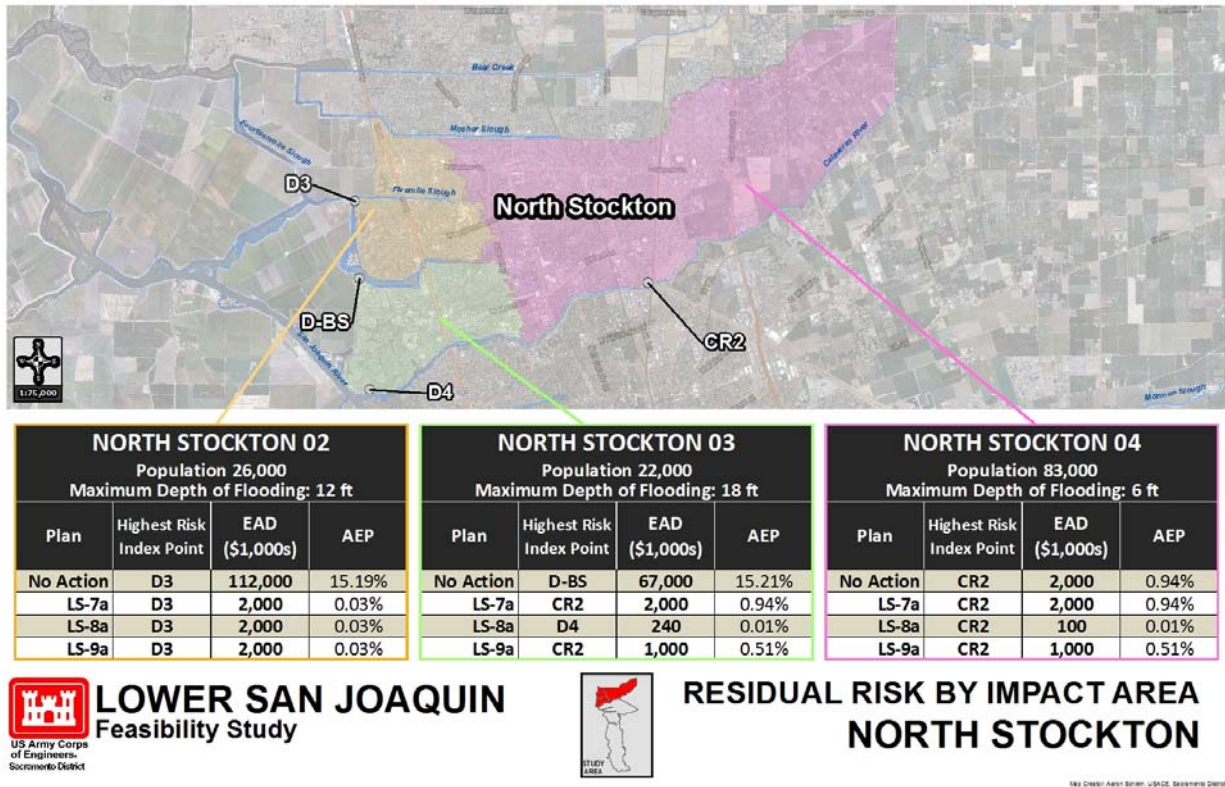 Bear Creek
Mosher Slough
Fourteenmile Slough
Calaveras River
D3
Fivemile Slough
North Stockton
D-BS
CR2
San Joaquin River
D4
1:75,000
Mormon Slough
NORTH STOCKTON 02
Population 26,000
Maximum Depth of Flooding: 12 ft
Plan Highest Risk Index Point EAD ($1,000s) AEP
No Action D3 112,000 15.19%
LS-7a D3 2,000 0.03%
LS-8a D3 2,000 0.03%
LS-9a D3 2,000 0.03%
NORTH STOCKTON 03
Population 22,000
Maximum Depth of Flooding: 18 ft
Plan Highest Risk Index Point EAD ($1,000s) AEP
No Action D-BS 67,000 15.21%
LS-7a CR2 2,000 0.94%
LS-8a D4 240 0.01%
LS-9a CR2 1,000 0.51%
NORTH STOCKTON 04
Population 83,000
Maximum Depth of Flooding: 6 ft
Plan Highest Risk Index Point EAD ($1,000s) AEP
No Action CR2 2,000 0.94%
LS-7a CR2 2,000 0.94%
LS-8a CR2 100 0.01%
LS-9a CR2 1,000 0.51%
US Army Corps
of Engineers®
Sacramento District
LOWER SAN JOAQUIN
Feasibility Study
STUDY
AREA
RESIDUAL RISK BY IMPACT AREA
NORTH STOCKTON
USACE, Sacramento District